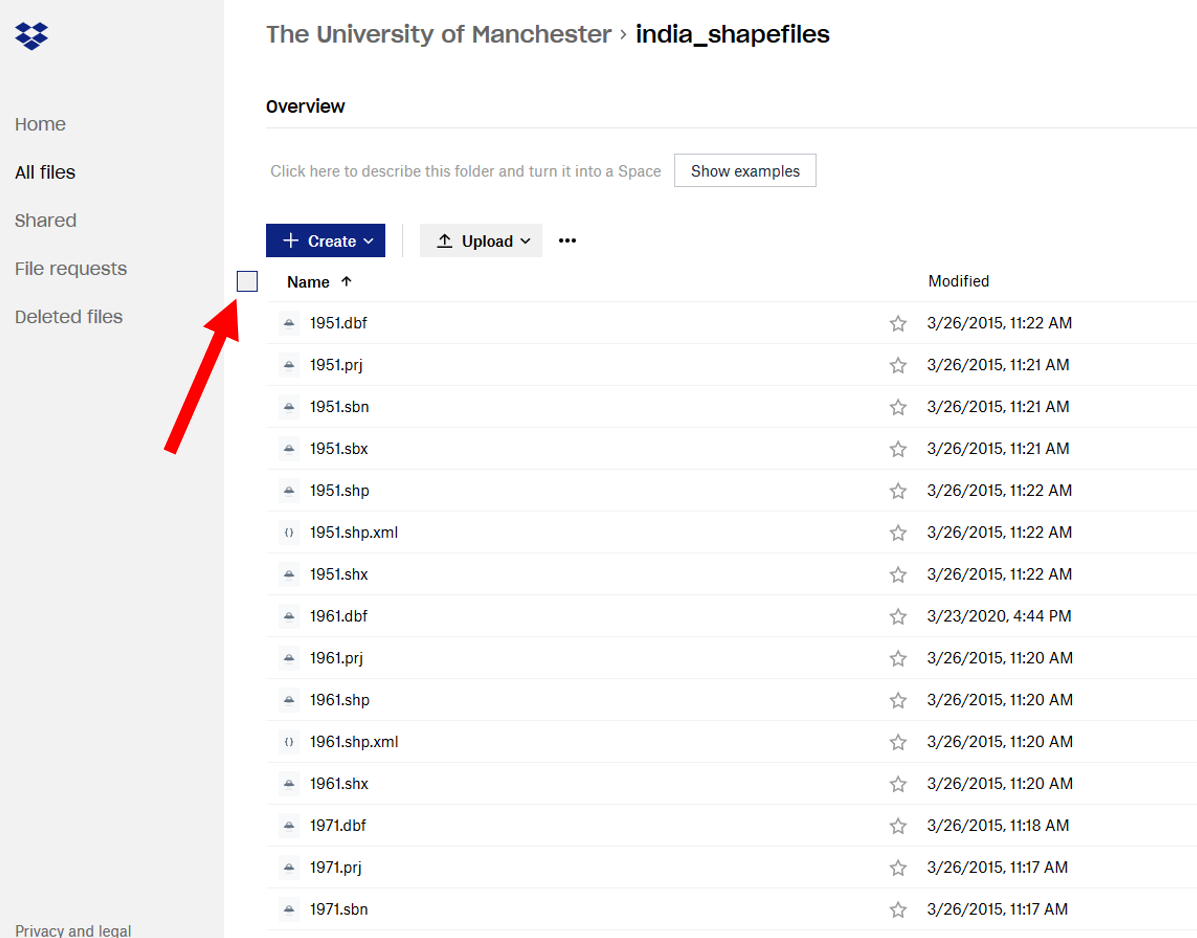 The University of Manchester › india_shapefiles
Overview
Home
All files
Shared
File requests
Deleted files
Click here to describe this folder and turn it into a Space Show examples
Create Upload •••
Name ↑ Modified
1951.dbf 3/26/2015, 11:22 AM
1951.prj 3/26/2015, 11:21 AM
1951.sbn 3/26/2015, 11:21 AM
1951.sbx 3/26/2015, 11:21 AM
1951.shp 3/26/2015, 11:22 AM
1951.shp.xml 3/26/2015, 11:22 AM
1951.shx 3/26/2015, 11:22 AM
1961.dbf 3/23/2020, 4:44 PM
1961.prj 3/26/2015, 11:20 AM
1961.shp 3/26/2015, 11:20 AM
1961.shp.xml 3/26/2015, 11:20 AM
1961.shx 3/26/2015, 11:20 AM
1971.dbf 3/26/2015, 11:18 AM
1971.prj 3/26/2015, 11:17 AM
1971.sbn 3/26/2015, 11:17 AM
Privacy and legal